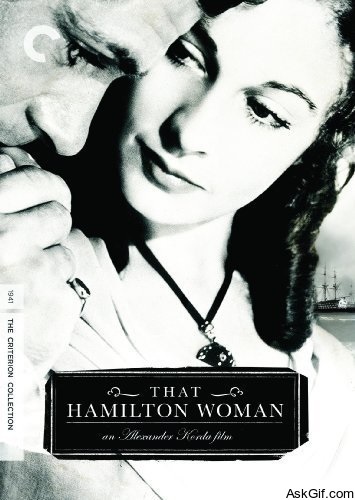 1941 THE CRITERION COLLECTION
THAT
HAMILTON WOMAN
an Alexander Korda film
AskGif.com